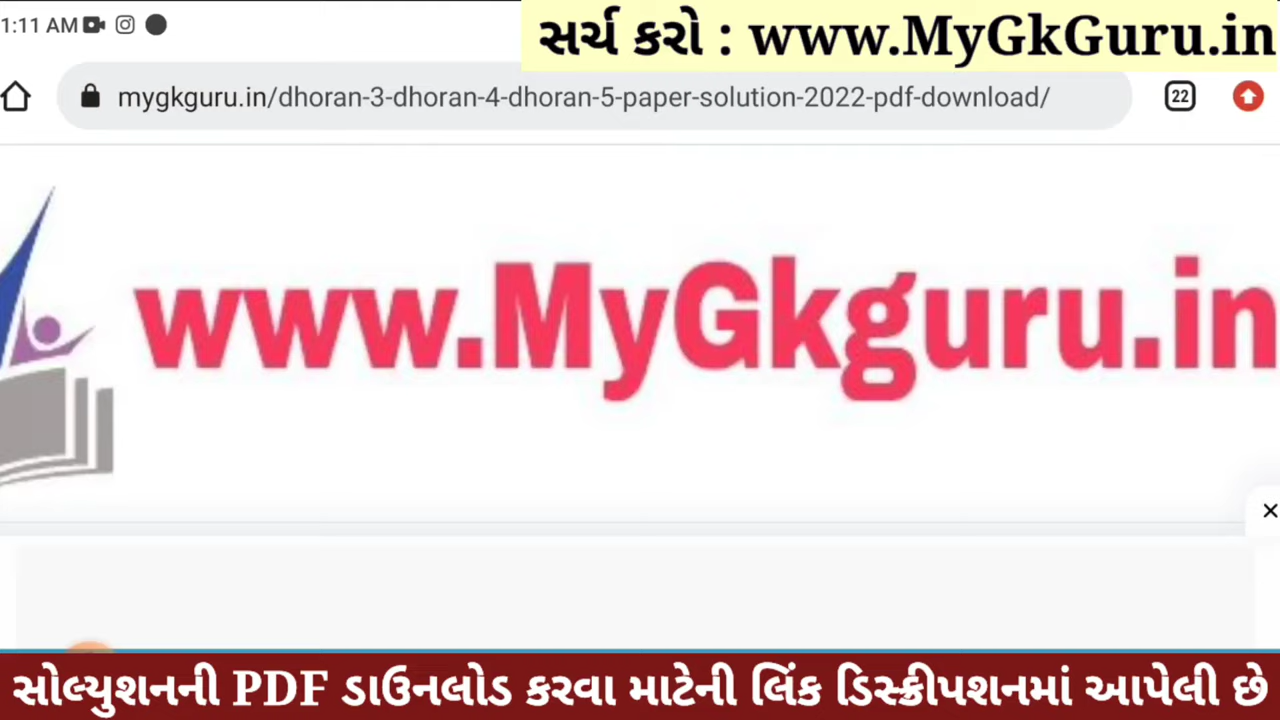 1:11 AM
સર્ચ કરો : www.MyGkGuru.in
mygkguru.in/dhoran-3-dhoran-4-dhoran-5-paper-solution-2022-pdf-download/
22
www.MyGkguru.in
સોલ્યુશનની PDF ડાઉનલોડ કરવા માટેની લિંક ડિસ્ક્રીપશનમાં આપેલી છે